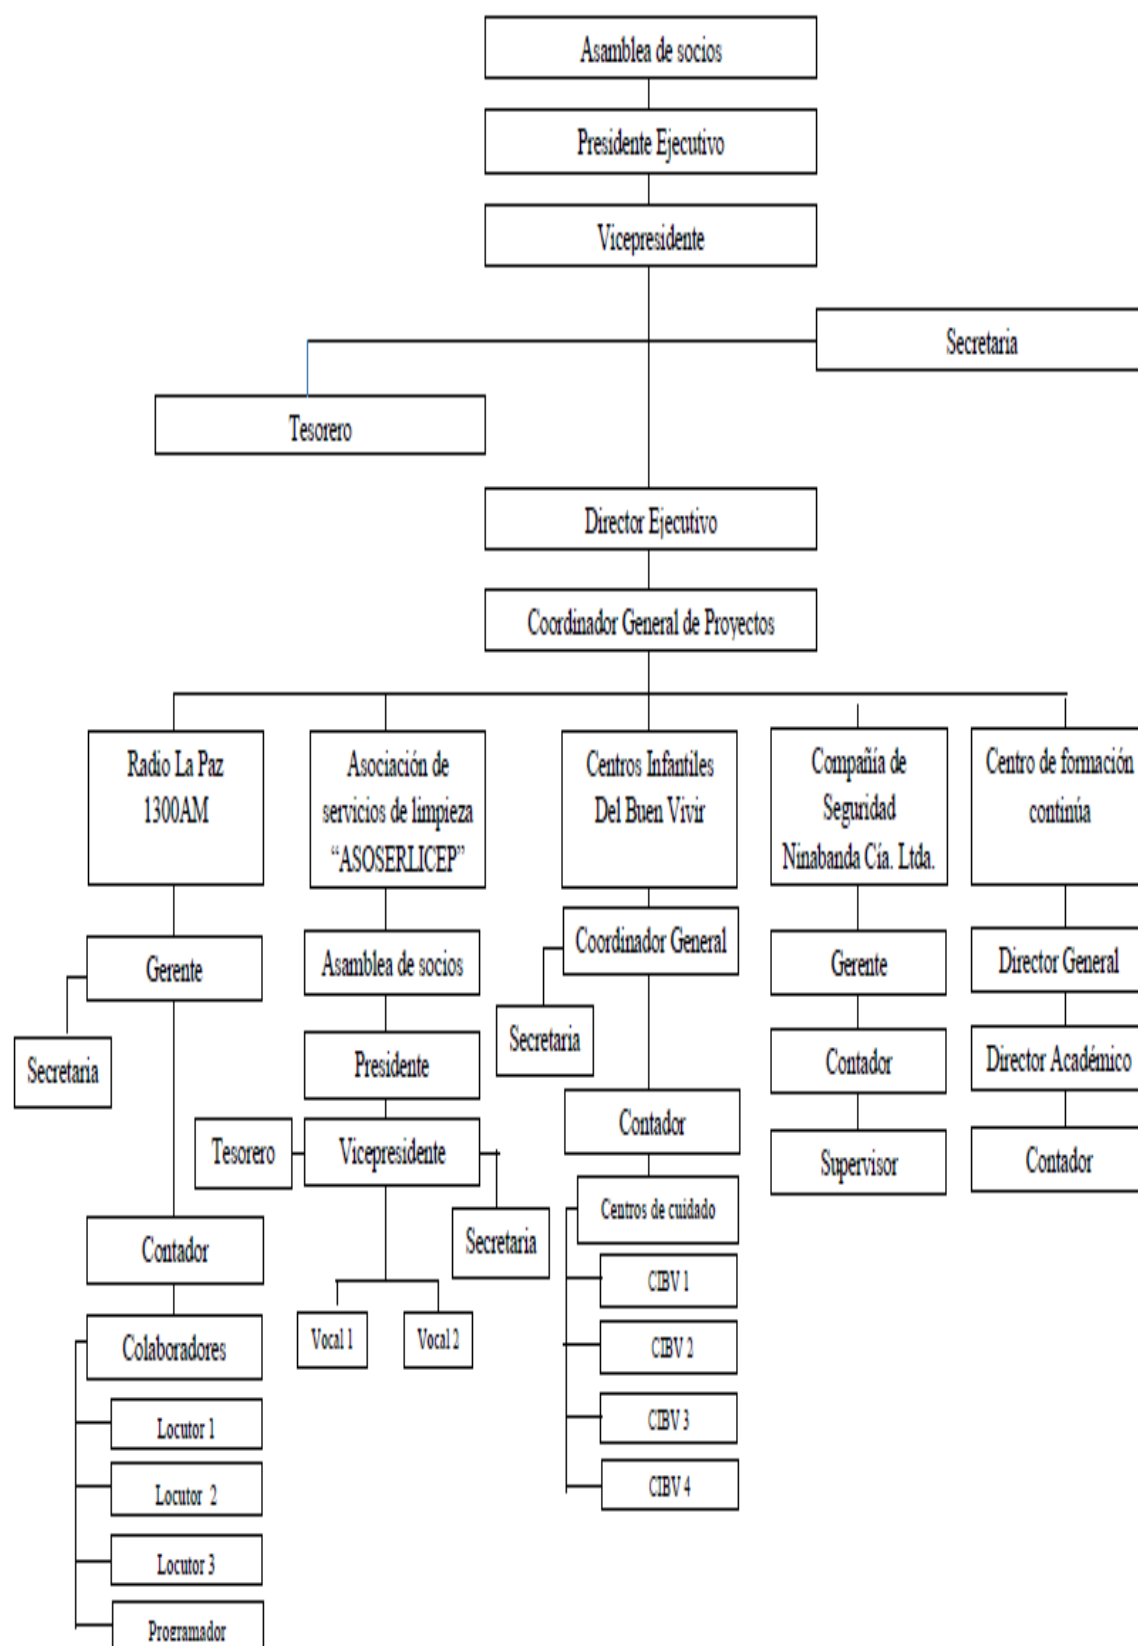 Asamblea de socios
Presidente Ejecutivo
Vicepresidente
Secretaria
Tesorero
Director Ejecutivo
Coordinador General de Proyectos
Radio La Paz
1300AM
Asociación de
servicios de limpieza
“ASOSERLICEP”
Centros Infantiles
Del Buen Vivir
Compañía de
Seguridad
Ninabanda Cía. Ltda.
Centro de formación
continúa
Gerente
Secretaria
Contador
Colaboradores
Locutor 1
Locutor 2
Locutor 3
Programador
Asamblea de socios
Presidente
Tesorero
Vicepresidente
Secretaria
Vocal 1
Vocal 2
Coordinador General
Secretaria
Contador
Centros de cuidado
CIBV 1
CIBV 2
CIBV 3
CIBV 4
Gerente
Contador
Supervisor
Director General
Director Académico
Contador